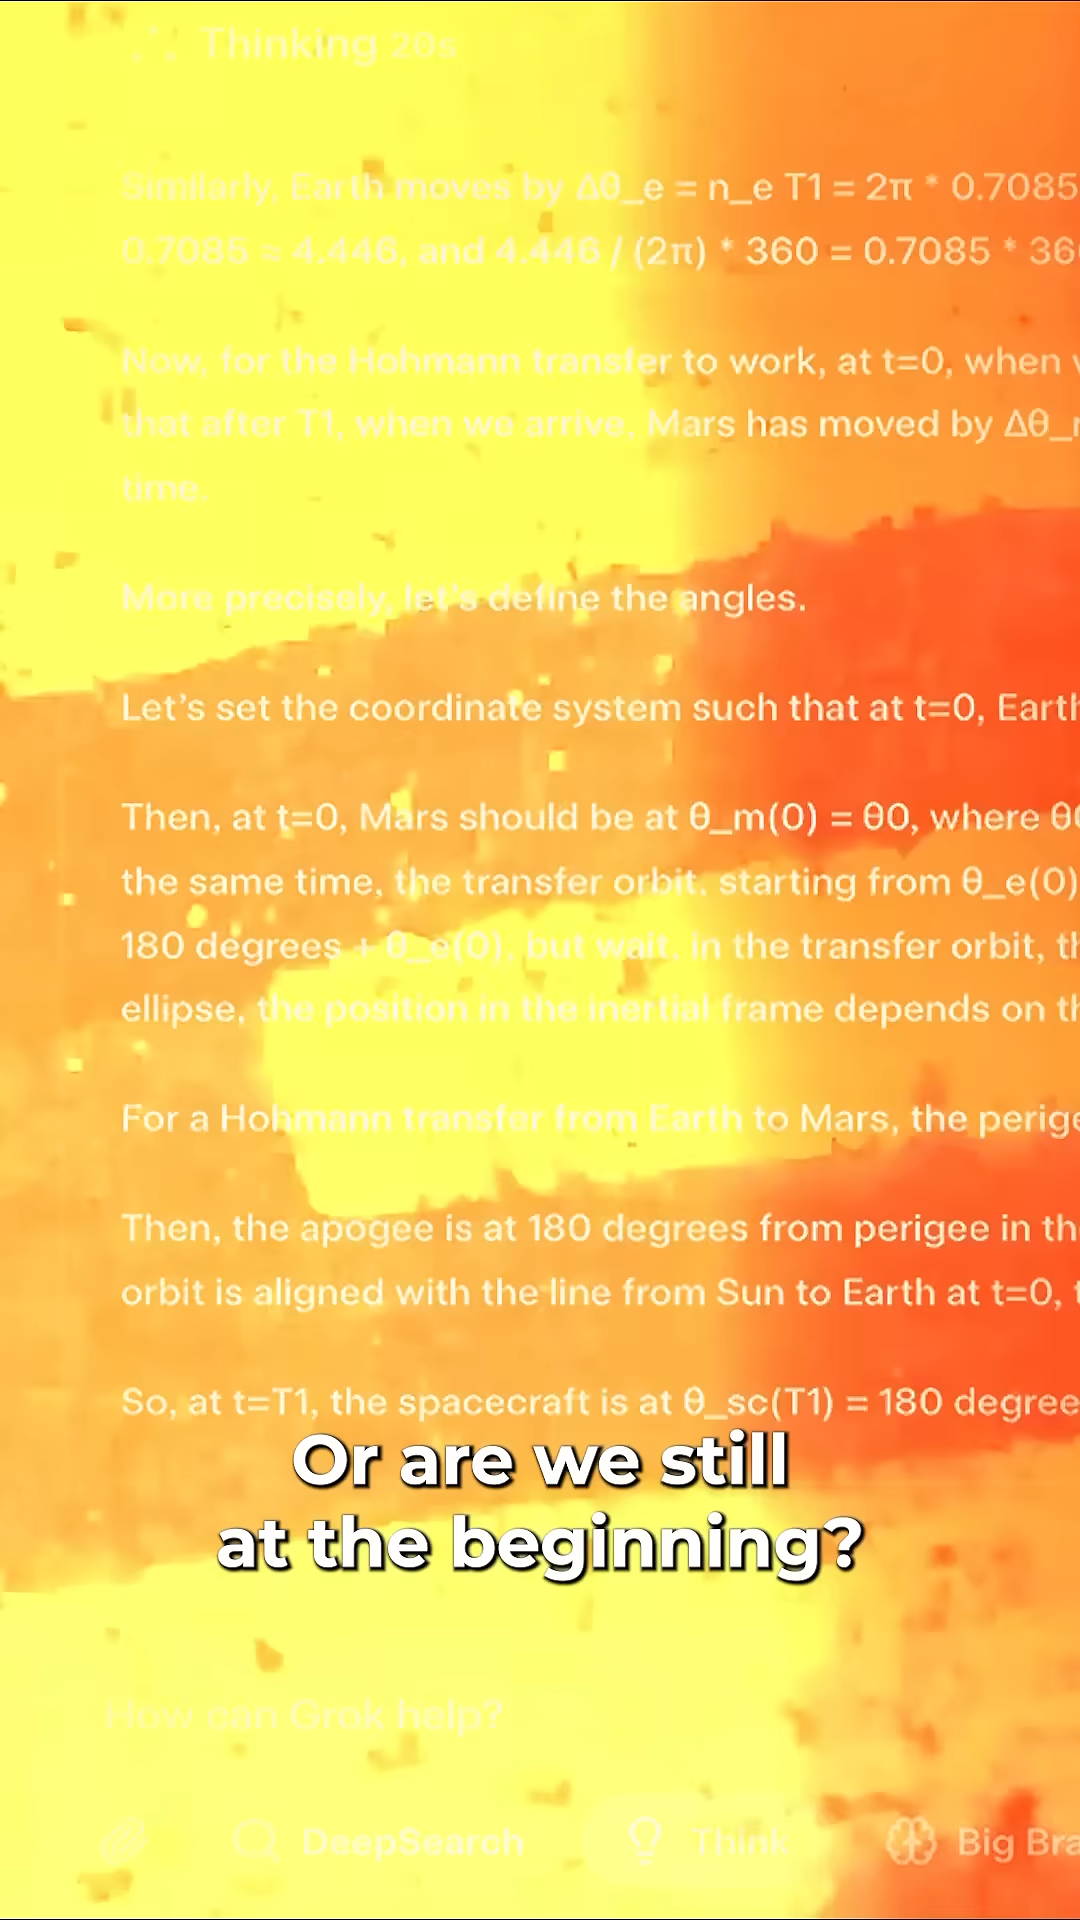 Thinking 20s
Similarly, Earth moves by Δθ_e = n_e T1 = 2π * 0.7085
0.7085 ≈ 4.446, and 4.446 / (2π) * 360 = 0.7085 * 36
Now, for the Hohmann transfer to work, at t=0, when
that after T1, when we arrive, Mars has moved by Δθ_
time.
More precisely, let's define the angles.
Let's set the coordinate system such that at t=0, Earth
Then, at t=0, Mars should be at θ_m(0) = θ0, where θ0
the same time, the transfer orbit, starting from θ_e(0)
180 degrees + θ_e(0), but wait, in the transfer orbit, th
ellipse, the position in the inertial frame depends on th
For a Hohmann transfer from Earth to Mars, the perige
Then, the apogee is at 180 degrees from perigee in th
orbit is aligned with the line from Sun to Earth at t=0,
So, at t=T1, the spacecraft is at θ_sc(T1) = 180 degree
Or are we still
at the beginning?
How can Grok help?
DeepSearch Think Big Bra